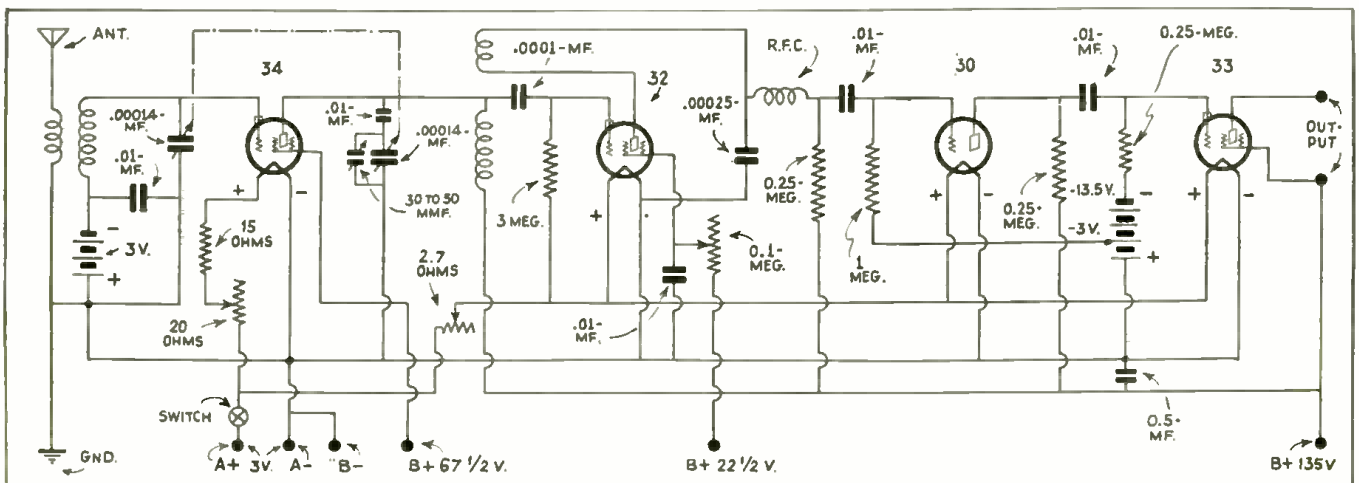 ANT.
34
.00014-
MF.
.01-
MF.
-
3V.
+
+
-
15
OHMS
20
OHMS
SWITCH
GND.
A+
3V.
A-
B-
.01-
MF.
.00014-
MF.
30 TO 50
MMF.
2.7
OHMS
B+ 67 1/2 V.
.0001-MF.
32
3 MEG.
+
-
.01-
MF.
0.1-
MEG.
B+ 22 1/2 V.
.00025-
MF.
R.F.C.
.01-
MF.
0.25-
MEG.
1
MEG.
30
+
-
0.25-
MEG.
.01-
MF.
0.25-MEG.
-13.5V.
-
-3V.
+
33
+
-
OUT-
PUT
0.5-
MF.
B+ 135V